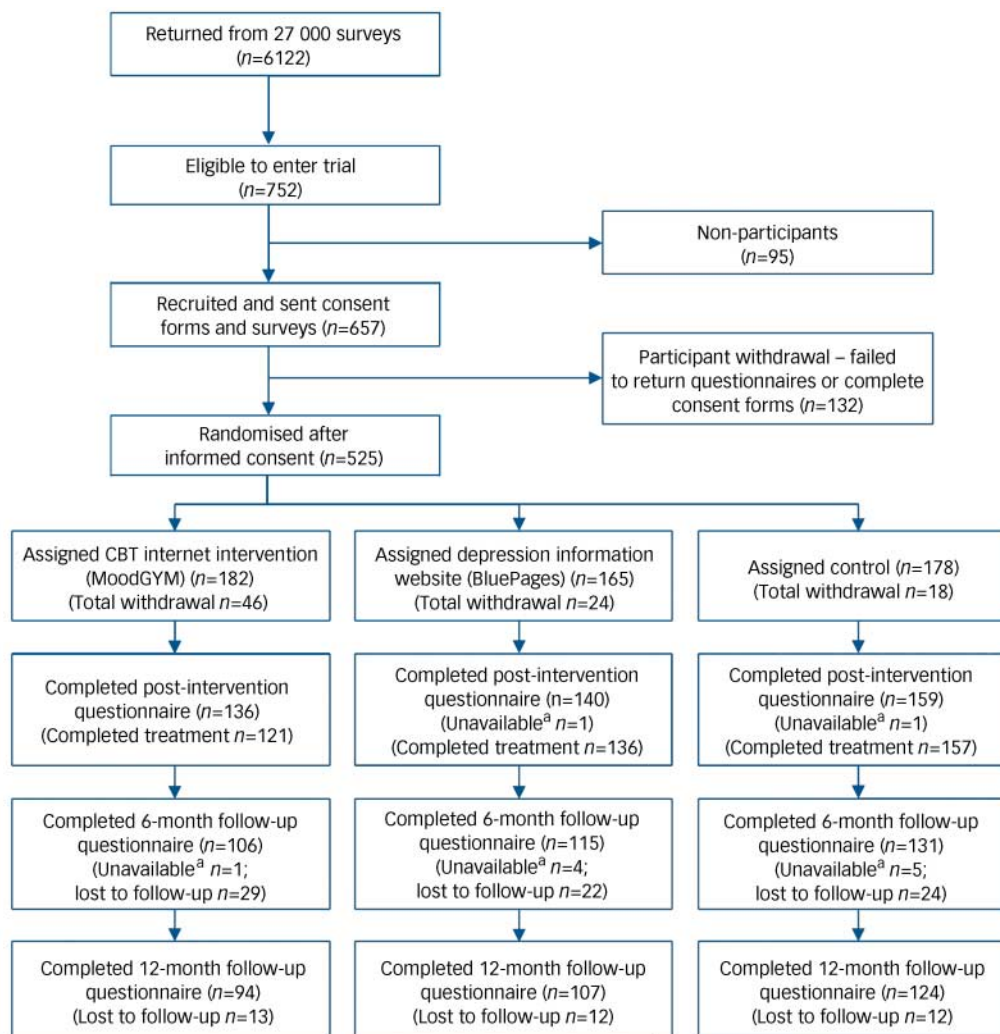 Returned from 27 000 surveys
(n=6122)
Eligible to enter trial
(n=752)
Non-participants
(n=95)
Recruited and sent consent
forms and surveys (n=657)
Participant withdrawal – failed
to return questionnaires or complete
consent forms (n=132)
Randomised after
informed consent (n=525)
Assigned CBT internet intervention
(MoodGYM) (n=182)
(Total withdrawal n=46)
Assigned depression information
website (BluePages) (n=165)
(Total withdrawal n=24)
Assigned control (n=178)
(Total withdrawal n=18)
Completed post-intervention
questionnaire (n=136)
(Completed treatment n=121)
Completed post-intervention
questionnaire (n=140)
(Unavailableᵃ n=1)
(Completed treatment n=136)
Completed post-intervention
questionnaire (n=159)
(Unavailableᵃ n=1)
(Completed treatment n=157)
Completed 6-month follow-up
questionnaire (n=106)
(Unavailableᵃ n=1;
lost to follow-up n=29)
Completed 6-month follow-up
questionnaire (n=115)
(Unavailableᵃ n=4;
lost to follow-up n=22)
Completed 6-month follow-up
questionnaire (n=131)
(Unavailableᵃ n=5;
lost to follow-up n=24)
Completed 12-month follow-up
questionnaire (n=94)
(Lost to follow-up n=13)
Completed 12-month follow-up
questionnaire (n=107)
(Lost to follow-up n=12)
Completed 12-month follow-up
questionnaire (n=124)
(Lost to follow-up n=12)